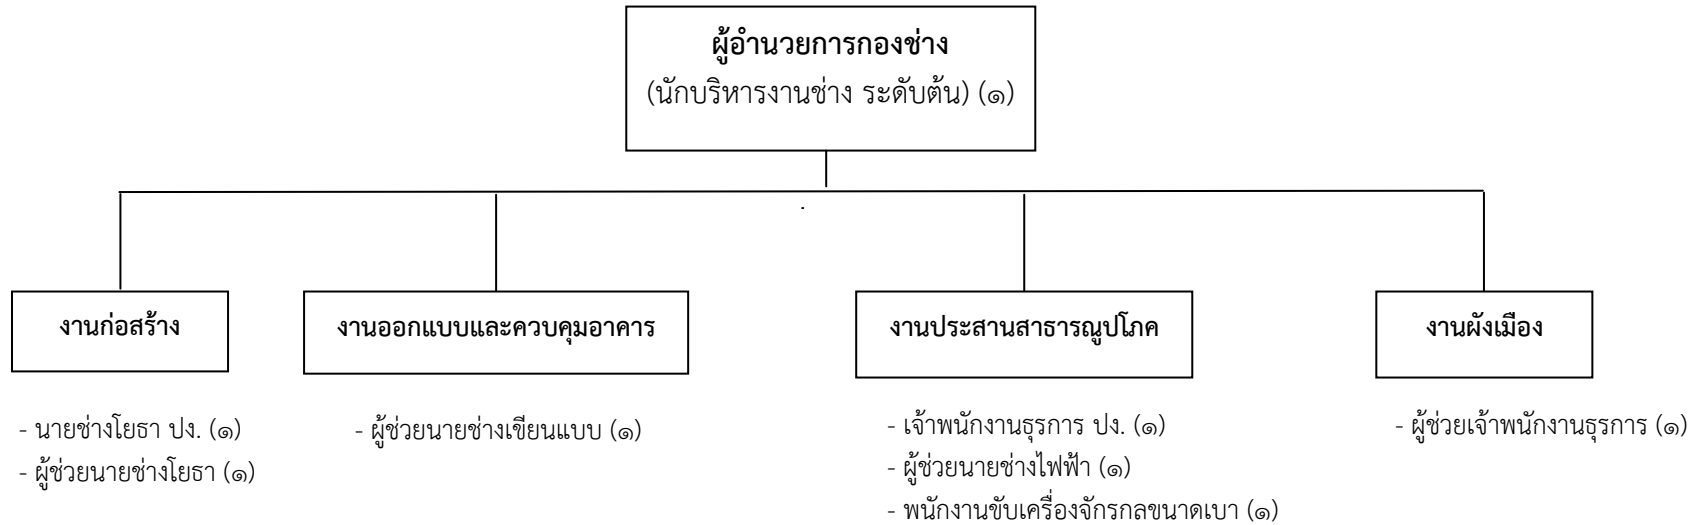 ผู้อำนวยการกองช่าง
(นักบริหารงานช่าง ระดับต้น) (๑)
งานก่อสร้าง
- นายช่างโยธา ปง. (๑)
- ผู้ช่วยนายช่างโยธา (๑)
งานออกแบบและควบคุมอาคาร
- ผู้ช่วยนายช่างเขียนแบบ (๑)
งานประสานสาธารณูปโภค
- เจ้าพนักงานธุรการ ปง. (๑)
- ผู้ช่วยนายช่างไฟฟ้า (๑)
- พนักงานขับเครื่องจักรกลขนาดเบา (๑)
งานผังเมือง
- ผู้ช่วยเจ้าพนักงานธุรการ (๑)